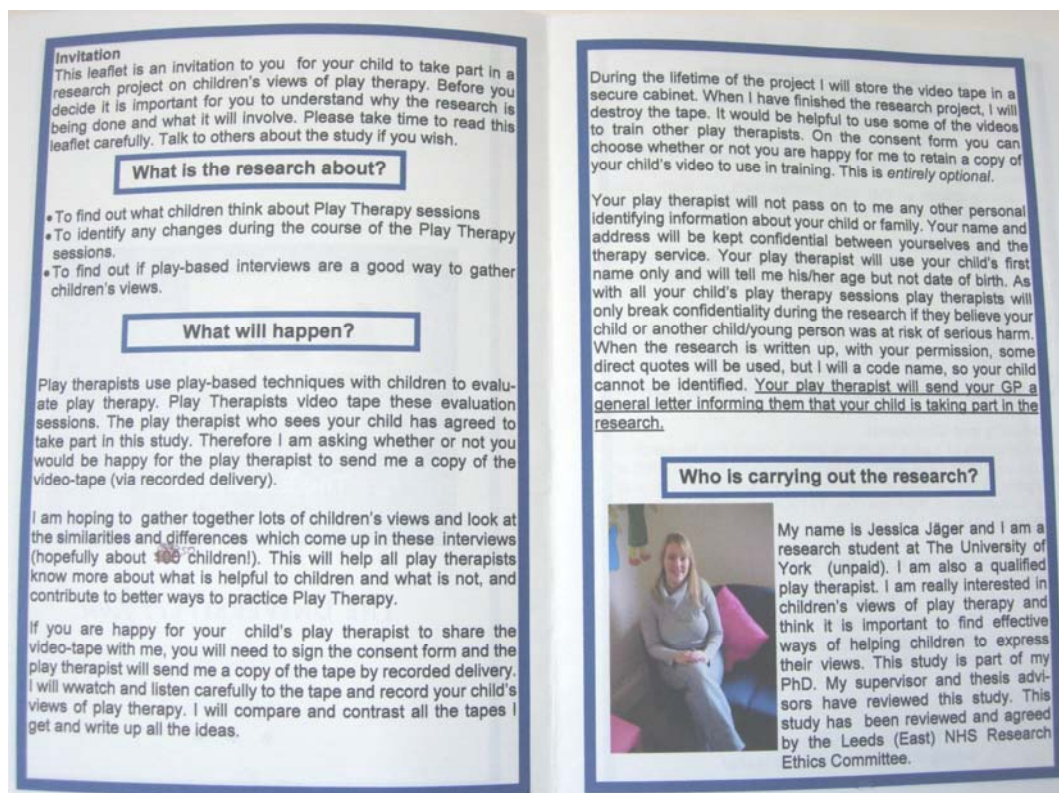 Invitation
This leaflet is an invitation to you for your child to take part in a
research project on children's views of play therapy. Before you
decide it is important for you to understand why the research is
being done and what it will involve. Please take time to read this
leaflet carefully. Talk to others about the study if you wish.
What is the research about?
•To find out what children think about Play Therapy sessions
•To identify any changes during the course of the Play Therapy
sessions.
•To find out if play-based interviews are a good way to gather
children's views.
What will happen?
Play therapists use play-based techniques with children to evalu-
ate play therapy. Play Therapists video tape these evaluation
sessions. The play therapist who sees your child has agreed to
take part in this study. Therefore I am asking whether or not you
would be happy for the play therapist to send me a copy of the
video-tape (via recorded delivery).
I am hoping to gather together lots of children's views and look at
the similarities and differences which come up in these interviews
(hopefully about children!). This will help all play therapists
know more about what is helpful to children and what is not, and
contribute to better ways to practice Play Therapy.
If you are happy for your child's play therapist to share the
video-tape with me, you will need to sign the consent form and the
play therapist will send me a copy of the tape by recorded delivery.
I will wwatch and listen carefully to the tape and record your child's
views of play therapy. I will compare and contrast all the tapes I
get and write up all the ideas.
During the lifetime of the project I will store the video tape in a
secure cabinet. When I have finished the research project, I will
destroy the tape. It would be helpful to use some of the videos
to train other play therapists. On the consent form you can
choose whether or not you are happy for me to retain a copy of
your child's video to use in training. This is entirely optional.
Your play therapist will not pass on to me any other personal
identifying information about your child or family. Your name and
address will be kept confidential between yourselves and the
therapy service. Your play therapist will use your child's first
name only and will tell me his/her age but not date of birth. As
with all your child's play therapy sessions play therapists will
only break confidentiality during the research if they believe your
child or another child/young person was at risk of serious harm.
When the research is written up, with your permission, some
direct quotes will be used, but I will a code name, so your child
cannot be identified. Your play therapist will send your GP a
general letter informing them that your child is taking part in the
research.
Who is carrying out the research?
My name is Jessica Jäger and I am a
research student at The University of
York (unpaid). I am also a qualified
play therapist. I am really interested in
children's views of play therapy and
think it is important to find effective
ways of helping children to express
their views. This study is part of my
PhD. My supervisor and thesis advi-
sors have reviewed this study. This
study has been reviewed and agreed
by the Leeds (East) NHS Research
Ethics Committee.